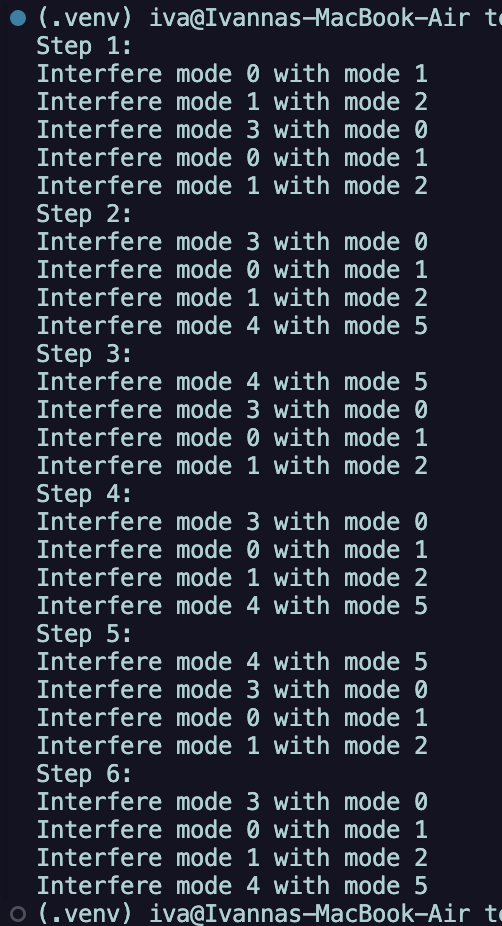 (.venv) iva@Ivannas-MacBook-Air
Step 1:
Interfere mode 0 with mode 1
Interfere mode 1 with mode 2
Interfere mode 3 with mode 0
Interfere mode 0 with mode 1
Interfere mode 1 with mode 2
Step 2:
Interfere mode 3 with mode 0
Interfere mode 0 with mode 1
Interfere mode 1 with mode 2
Interfere mode 4 with mode 5
Step 3:
Interfere mode 4 with mode 5
Interfere mode 3 with mode 0
Interfere mode 0 with mode 1
Interfere mode 1 with mode 2
Step 4:
Interfere mode 3 with mode 0
Interfere mode 0 with mode 1
Interfere mode 1 with mode 2
Interfere mode 4 with mode 5
Step 5:
Interfere mode 4 with mode 5
Interfere mode 3 with mode 0
Interfere mode 0 with mode 1
Interfere mode 1 with mode 2
Step 6:
Interfere mode 3 with mode 0
Interfere mode 0 with mode 1
Interfere mode 1 with mode 2
Interfere mode 4 with mode 5
(.venv) iva@Ivannas-MacBook-Air